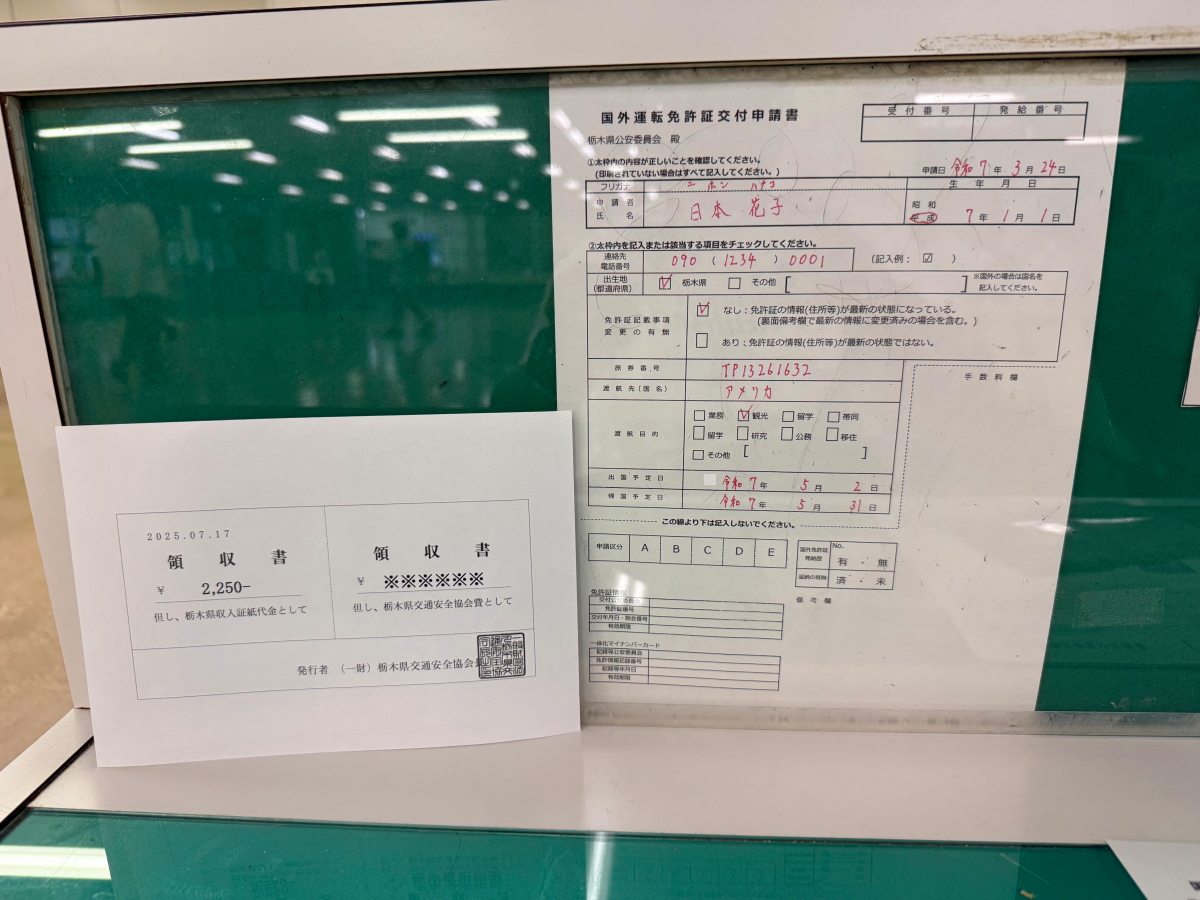 国外運転免許証交付申請書
受付番号 発給番号
栃木県公安委員会 殿
①太枠内の内容が正しいことを確認してください。
(印刷されていない場合はすべて記入してください。)
申請日 令和7年3月24日
フリガナ ニホン ハナコ
生年月日
申請者
氏名
日本 花子
昭和
平成
7年1月1日
②太枠内を記入または該当する項目をチェックしてください。
連絡先
電話番号
090(1234)0001
(記入例:☑)
出生地
(都道府県)
☑ 栃木県 □ その他 [ ]
※国外の場合は国名を
記入してください。
免許証記載事項
変更の有無
☑ なし:免許証の情報(住所等)が最新の状態になっている。
(裏面備考欄で最新の情報に変更済みの場合を含む。)
□ あり:免許証の情報(住所等)が最新の状態ではない。
旅券番号 TP13261632
手数料欄
渡航先(国名) アメリカ
渡航目的
□業務 ☑観光 □留学 □帯同
□留学 □研究 □公務 □移住
□その他 [ ]
出国予定日 令和7年5月2日
帰国予定日 令和7年5月31日
この線より下は記入しないでください。
申請区分 A B C D E
国外免許証
発給歴
No.
有・無
返納の有無 済・未
備考欄
免許証情報
交付公安委員会
免許証番号
交付年月日・照会番号
有効期限
一体化マイナンバーカード
記録等公安委員会
免許情報記録番号
記録等年月日
有効期限
2025.07.17
領収書
¥ 2,250-
但し、栃木県収入証紙代金として
領収書
¥ ※※※※※※
但し、栃木県交通安全協会費として
発行者 (一財)栃木県交通安全協会